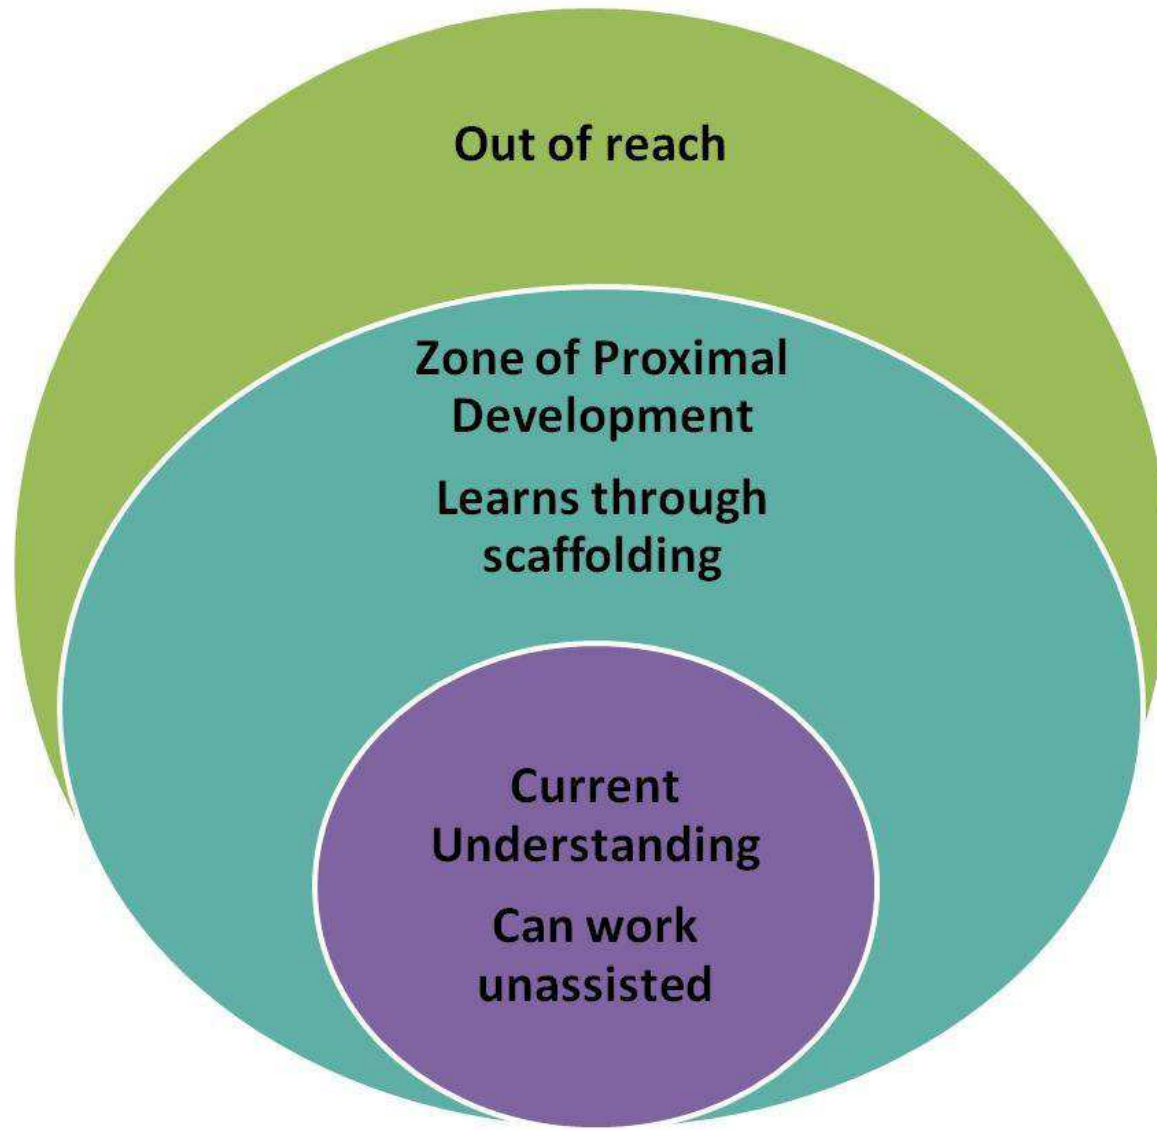 Out of reach
Zone of Proximal
Development
Learns through
scaffolding
Current
Understanding
Can work
unassisted